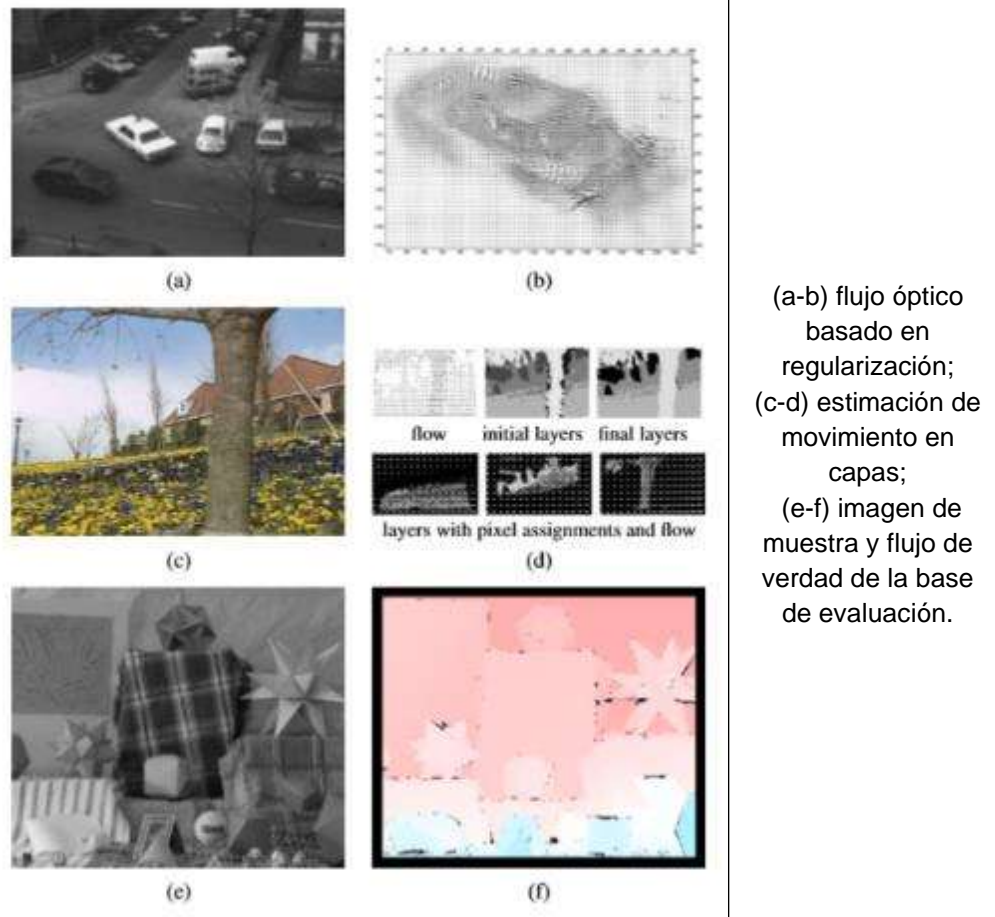 (a)
(b)
(c)
flow
initial layers
final layers
layers with pixel assignments and flow
(d)
(e)
(f)
(a-b) flujo óptico
basado en
regularización;
(c-d) estimación de
movimiento en
capas;
(e-f) imagen de
muestra y flujo de
verdad de la base
de evaluación.